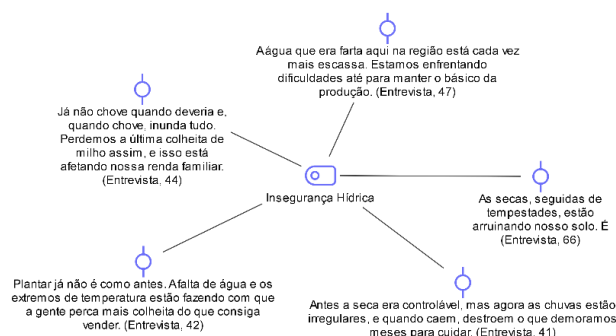 A água que era farta aqui na região está cada vez
mais escassa. Estamos enfrentando
dificuldades até para manter o básico da
produção. (Entrevista, 47)
Já não chove quando deveria e,
quando chove, inunda tudo.
Perdemos a última colheita de
milho assim, e isso está
afetando nossa renda familiar.
(Entrevista, 44)
Insegurança Hídrica
As secas, seguidas de
tempestades, estão
arruinando nosso solo. É
(Entrevista, 66)
Plantar já não é como antes. A falta de água e os
extremos de temperatura estão fazendo com que
a gente perca mais colheita do que consiga
vender. (Entrevista, 42)
Antes a seca era controlável, mas agora as chuvas estão
irregulares, e quando caem, destroem o que demoramos
meses para cuidar. (Entrevista, 41)